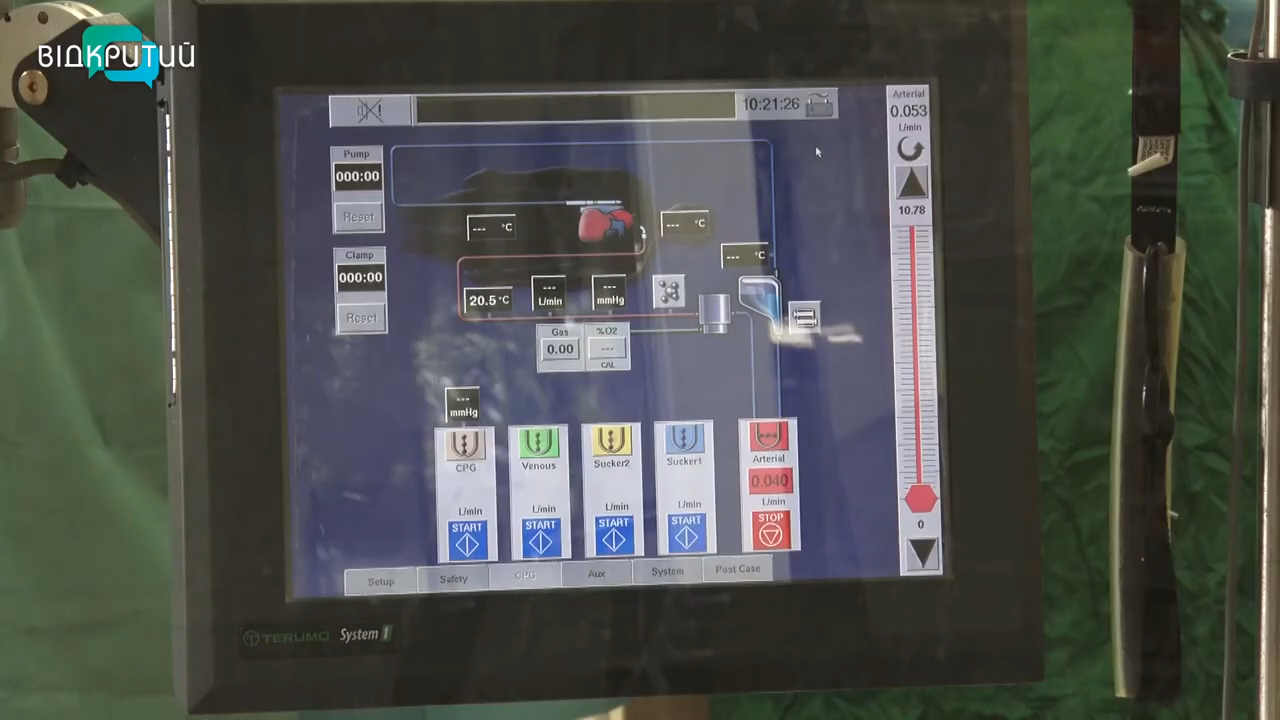 ВІДКРИТИЙ
10:21:26
Arterial
0.053
L/min
10.78
0
Pump
000:00
Reset
Clamp
000:00
Reset
--- °C
--- °C
--- °C
20.5 °C
--- L/min
--- mmHg
Gas
0.00
%O2
---
CAL
---
mmHg
CPG
L/min
START
Venous
L/min
START
Sucker2
L/min
START
Sucker1
L/min
START
Arterial
0.040
L/min
STOP
Setup
Safety
CPG
Aux
System
Post Case
TERUMO System 1